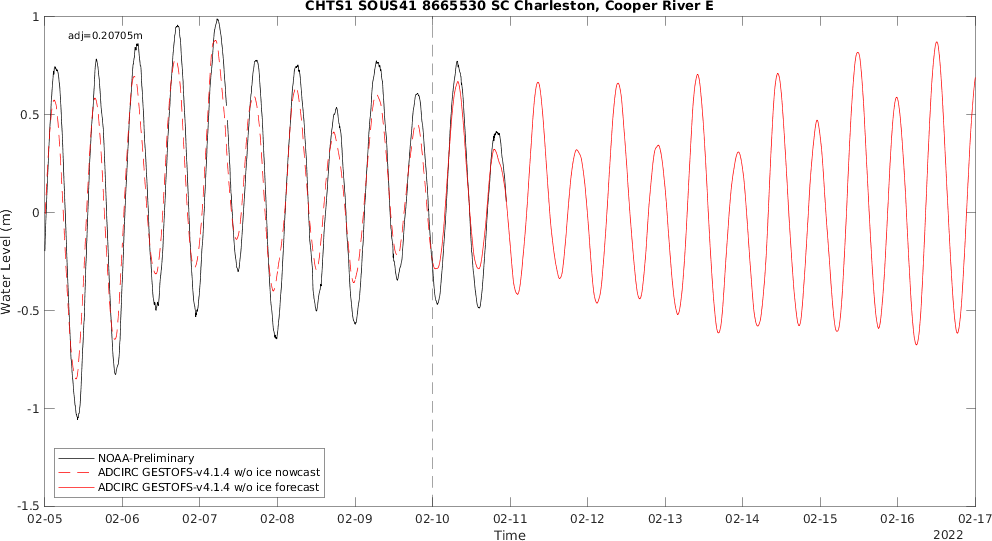 CHTS1 SOUS41 8665530 SC Charleston, Cooper River E
adj=0.20705m
1
0.5
0
-0.5
-1
-1.5
Water Level (m)
NOAA-Preliminary
ADCIRC GESTOFS-v4.1.4 w/o ice nowcast
ADCIRC GESTOFS-v4.1.4 w/o ice forecast
02-05 02-06 02-07 02-08 02-09 02-10 02-11 02-12 02-13 02-14 02-15 02-16 02-17
Time
2022